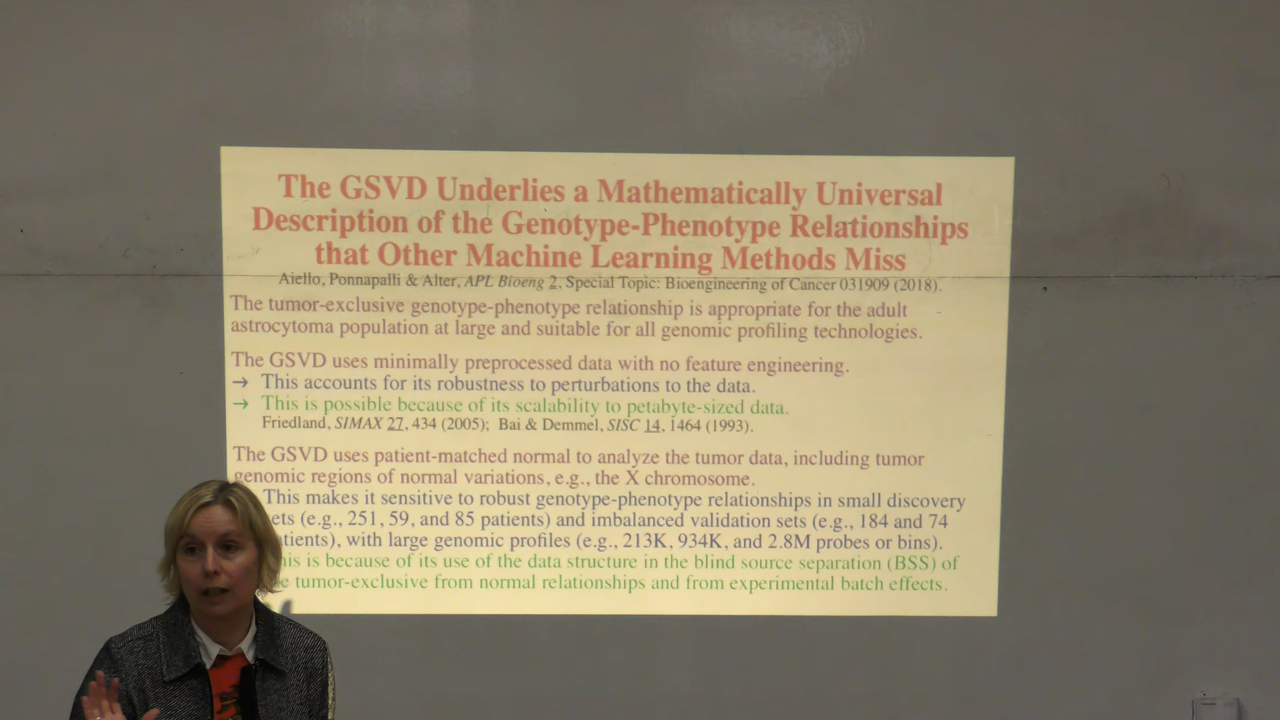 The GSVD Underlies a Mathematically Universal
Description of the Genotype-Phenotype Relationships
that Other Machine Learning Methods Miss
Aiello, Ponnapalli & Alter, APL Bioeng 2, Special Topic: Bioengineering of Cancer 031909 (2018).
The tumor-exclusive genotype-phenotype relationship is appropriate for the adult
astrocytoma population at large and suitable for all genomic profiling technologies.
The GSVD uses minimally preprocessed data with no feature engineering.
→ This accounts for its robustness to perturbations to the data.
→ This is possible because of its scalability to petabyte-sized data.
Friedland, SIMAX 27, 434 (2005); Bai & Demmel, SISC 14, 1464 (1993).
The GSVD uses patient-matched normal to analyze the tumor data, including tumor
genomic regions of normal variations, e.g., the X chromosome.
This makes it sensitive to robust genotype-phenotype relationships in small discovery
ets (e.g., 251, 59, and 85 patients) and imbalanced validation sets (e.g., 184 and 74
tients), with large genomic profiles (e.g., 213K, 934K, and 2.8M probes or bins).
his is because of its use of the data structure in the blind source separation (BSS) of
e tumor-exclusive from normal relationships and from experimental batch effects.